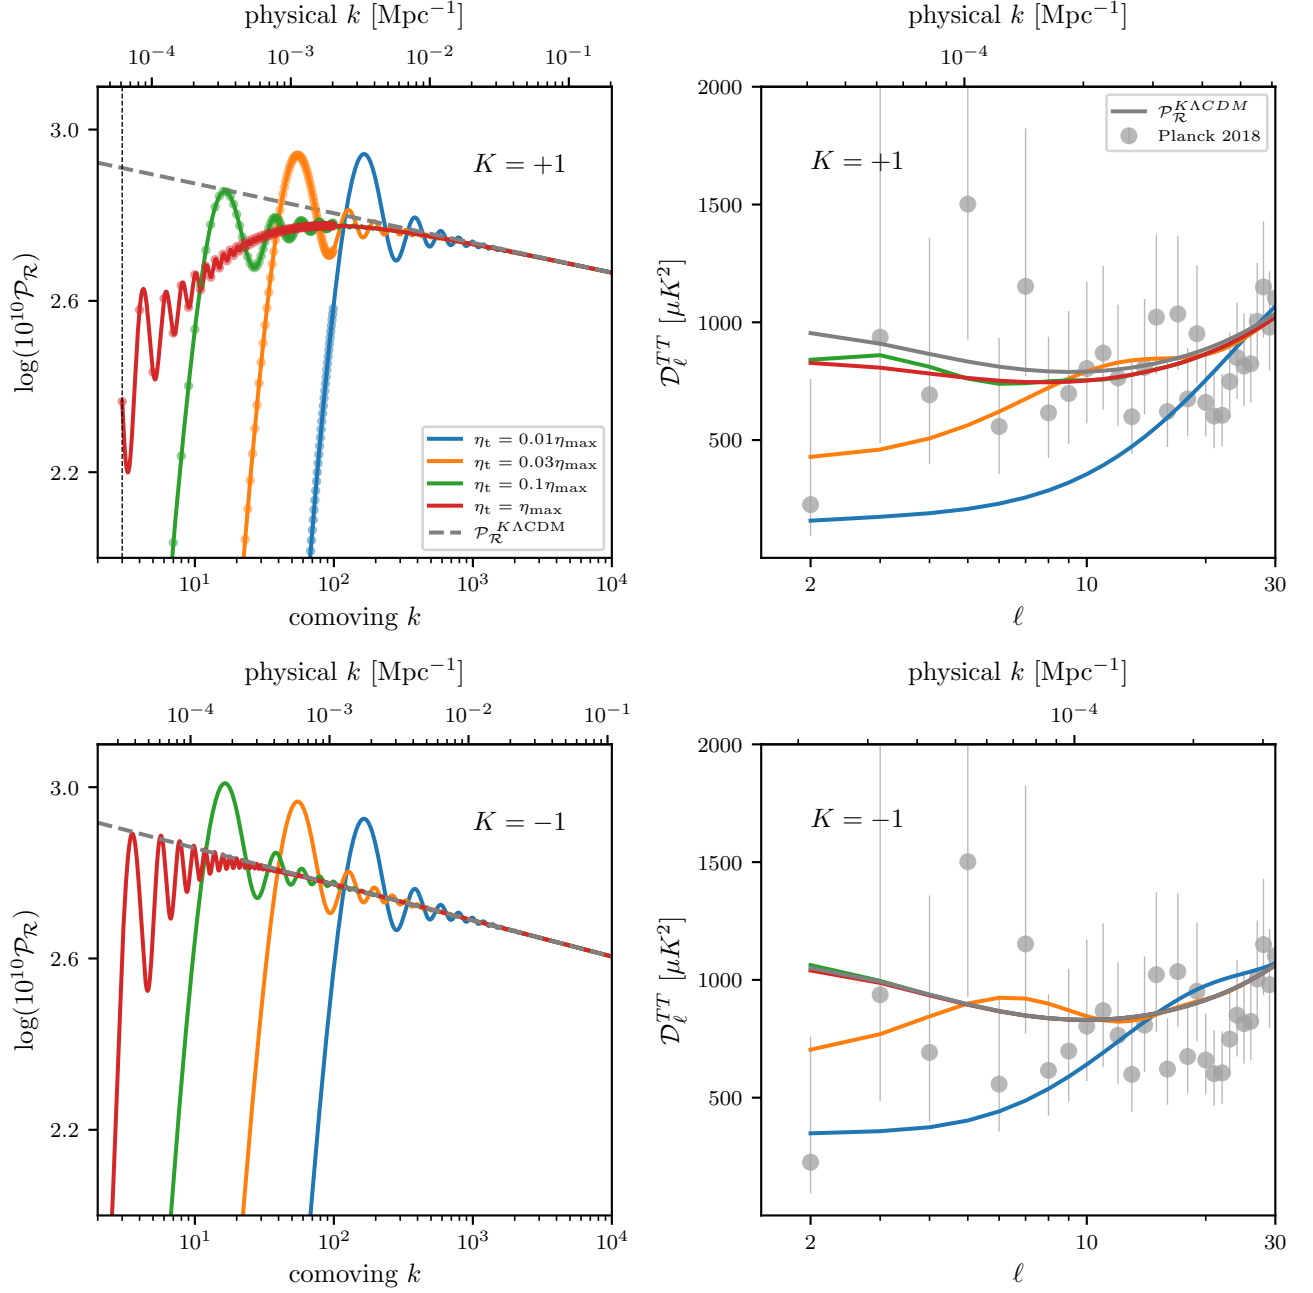 physical k [Mpc⁻¹]
10⁻⁴ 10⁻³ 10⁻² 10⁻¹
3.0
2.6
2.2
log(10¹⁰𝒫_ℛ)
K = +1
η_t = 0.01η_max
η_t = 0.03η_max
η_t = 0.1η_max
η_t = η_max
𝒫_ℛ^KΛCDM
10¹ 10² 10³ 10⁴
comoving k
physical k [Mpc⁻¹]
10⁻⁴
2000
1500
1000
500
𝒟_ℓ^TT [μK²]
K = +1
𝒫_ℛ^KΛCDM
Planck 2018
2 10 30
ℓ
physical k [Mpc⁻¹]
10⁻⁴ 10⁻³ 10⁻² 10⁻¹
3.0
2.6
2.2
log(10¹⁰𝒫_ℛ)
K = −1
10¹ 10² 10³ 10⁴
comoving k
physical k [Mpc⁻¹]
10⁻⁴
2000
1500
1000
500
𝒟_ℓ^TT [μK²]
K = −1
2 10 30
ℓ